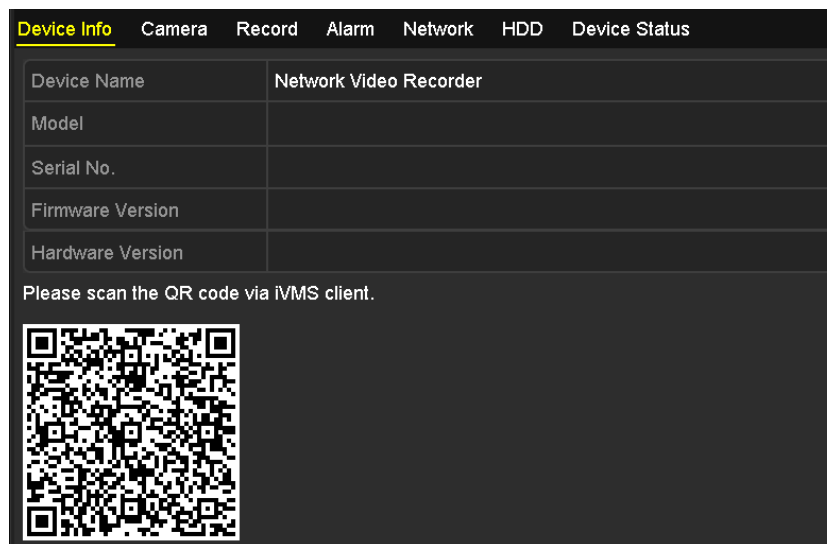 Device Info Camera Record Alarm Network HDD Device Status
Device Name Network Video Recorder
Model
Serial No.
Firmware Version
Hardware Version
Please scan the QR code via iVMS client.